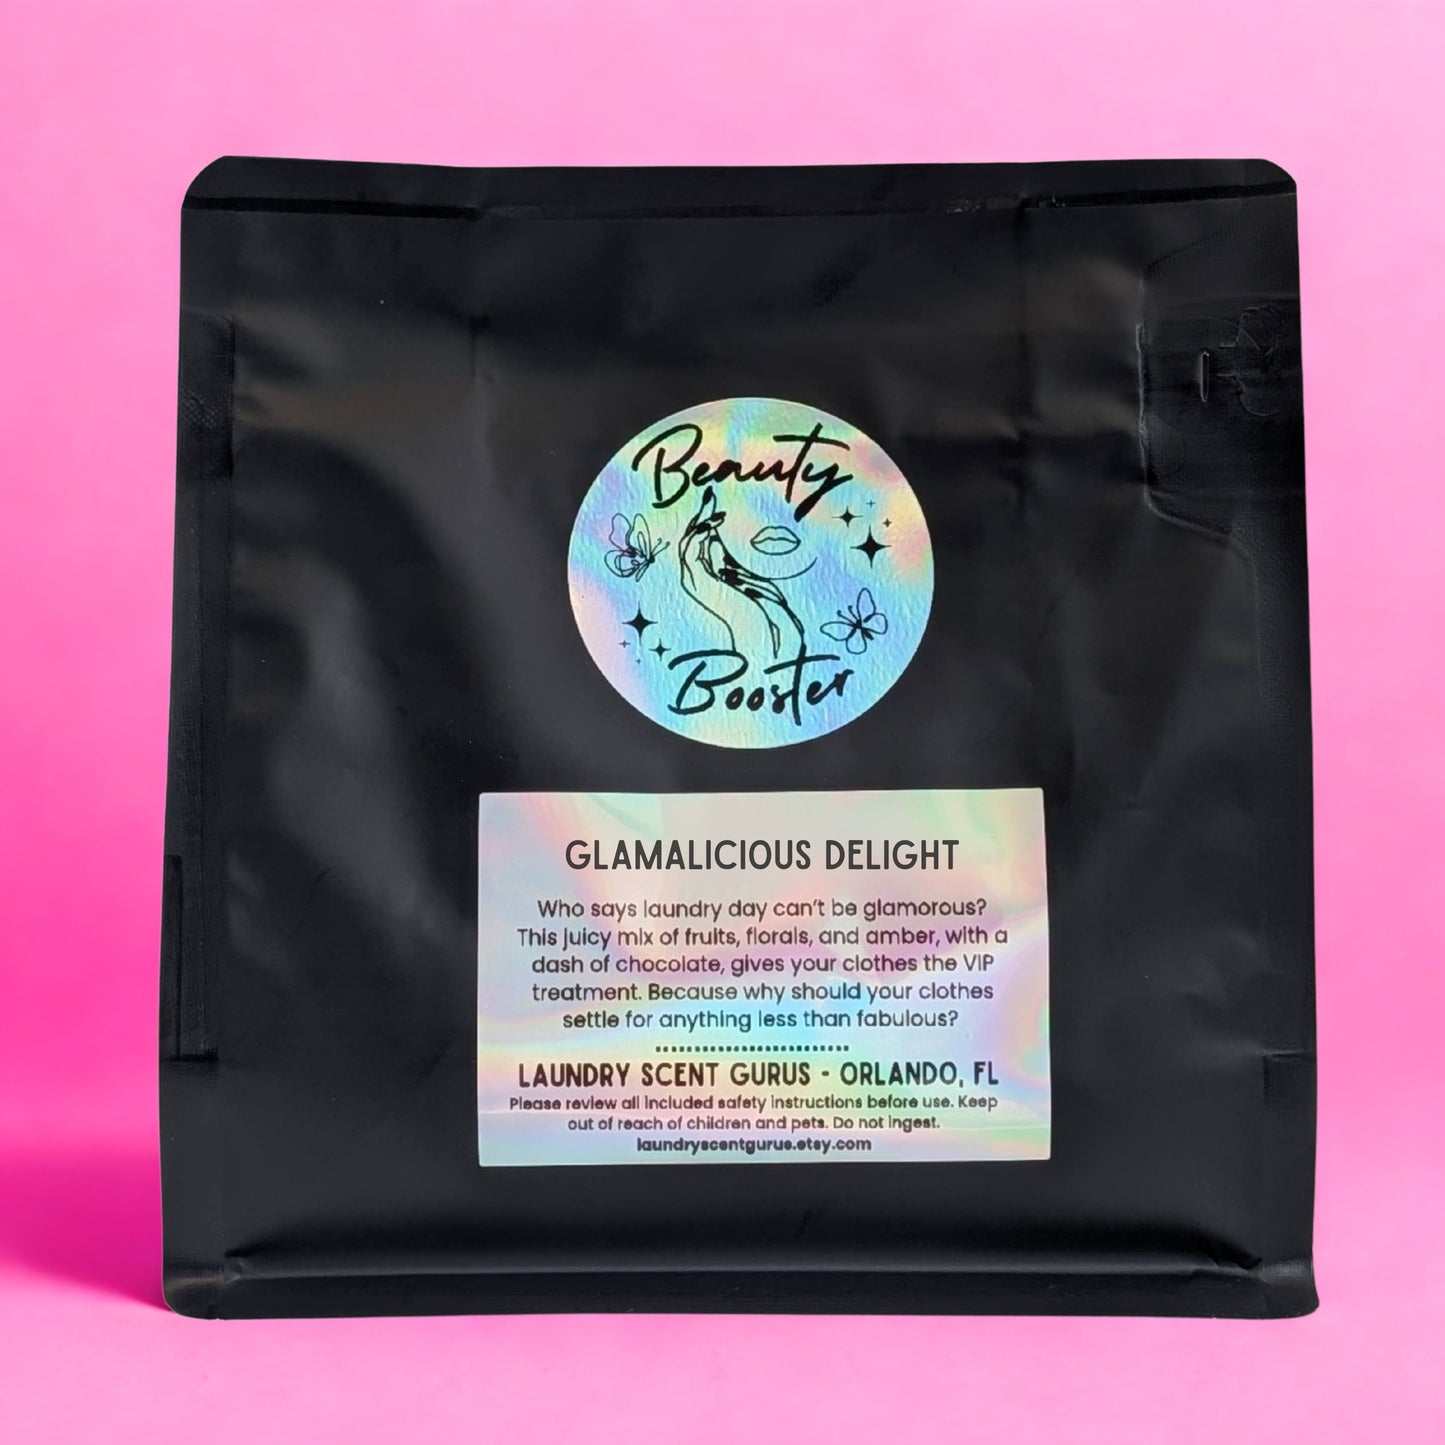 Beauty
Booster
GLAMALICIOUS DELIGHT
Who says laundry day can't be glamorous?
This juicy mix of fruits, florals, and amber, with a
dash of chocolate, gives your clothes the VIP
treatment. Because why should your clothes
settle for anything less than fabulous?
LAUNDRY SCENT GURUS - ORLANDO, FL
Please review all included safety instructions before use. Keep
out of reach of children and pets. Do not ingest.
laundryscentgurus.etsy.com